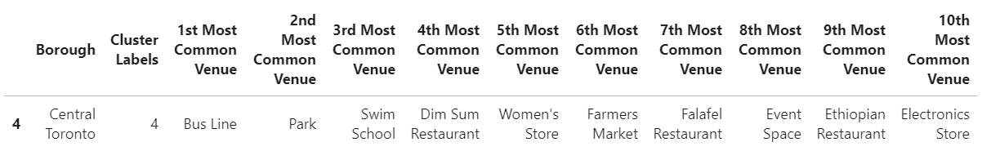 Borough Cluster Labels 1st Most Common Venue 2nd Most Common Venue 3rd Most Common Venue 4th Most Common Venue 5th Most Common Venue 6th Most Common Venue 7th Most Common Venue 8th Most Common Venue 9th Most Common Venue 10th Most Common Venue
4 Central Toronto 4 Bus Line Park Swim School Dim Sum Restaurant Women's Store Farmers Market Falafel Restaurant Event Space Ethiopian Restaurant Electronics Store